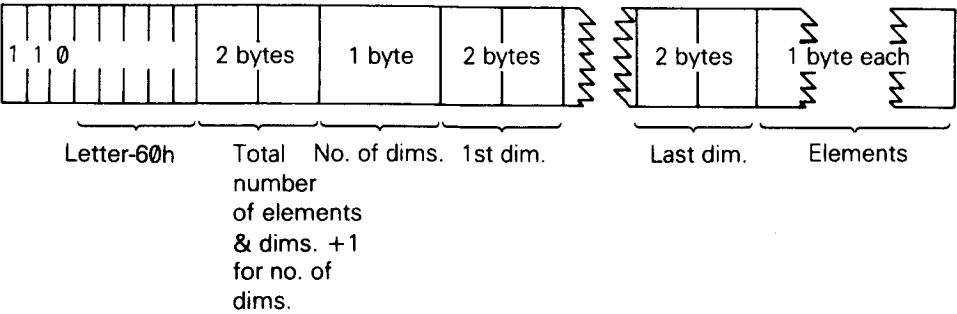 1 1 0 2 bytes 1 byte 2 bytes 2 bytes 1 byte each
Letter-60h Total No. of dims. 1st dim. Last dim. Elements
number
of elements
& dims. +1
for no. of
dims.